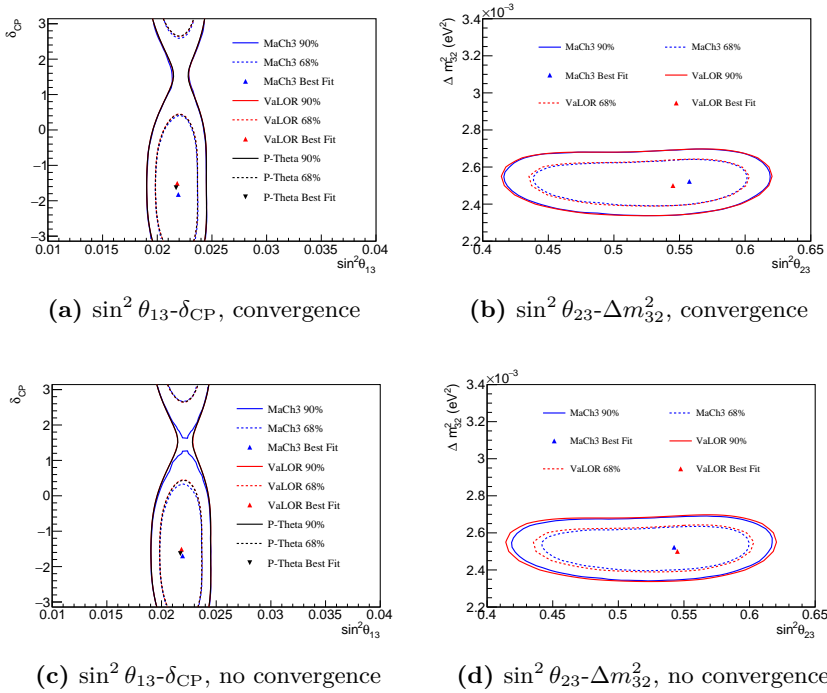 δCP
3
2
1
0
−1
−2
−3
MaCh3 90%
MaCh3 68%
MaCh3 Best Fit
VaLOR 90%
VaLOR 68%
VaLOR Best Fit
P-Theta 90%
P-Theta 68%
P-Theta Best Fit
0.01 0.015 0.02 0.025 0.03 0.035 0.04
sin²θ13
(a) sin² θ13-δCP, convergence
×10⁻³
Δ m²32 (eV²)
3.6
3.4
3.2
3
2.8
2.6
2.4
2.2
MaCh3 90% MaCh3 68%
MaCh3 Best Fit VaLOR 90%
VaLOR 68% VaLOR Best Fit
0.4 0.45 0.5 0.55 0.6 0.65
sin²θ23
(b) sin² θ23-Δm²32, convergence
δCP
3
2
1
0
−1
−2
−3
MaCh3 90%
MaCh3 68%
MaCh3 Best Fit
VaLOR 90%
VaLOR 68%
VaLOR Best Fit
P-Theta 90%
P-Theta 68%
P-Theta Best Fit
0.01 0.015 0.02 0.025 0.03 0.035 0.04
sin²θ13
(c) sin² θ13-δCP, no convergence
×10⁻³
Δ m²32 (eV²)
3.6
3.4
3.2
3
2.8
2.6
2.4
2.2
MaCh3 90% MaCh3 68%
MaCh3 Best Fit VaLOR 90%
VaLOR 68% VaLOR Best Fit
0.4 0.45 0.5 0.55 0.6 0.65
sin²θ23
(d) sin² θ23-Δm²32, no convergence